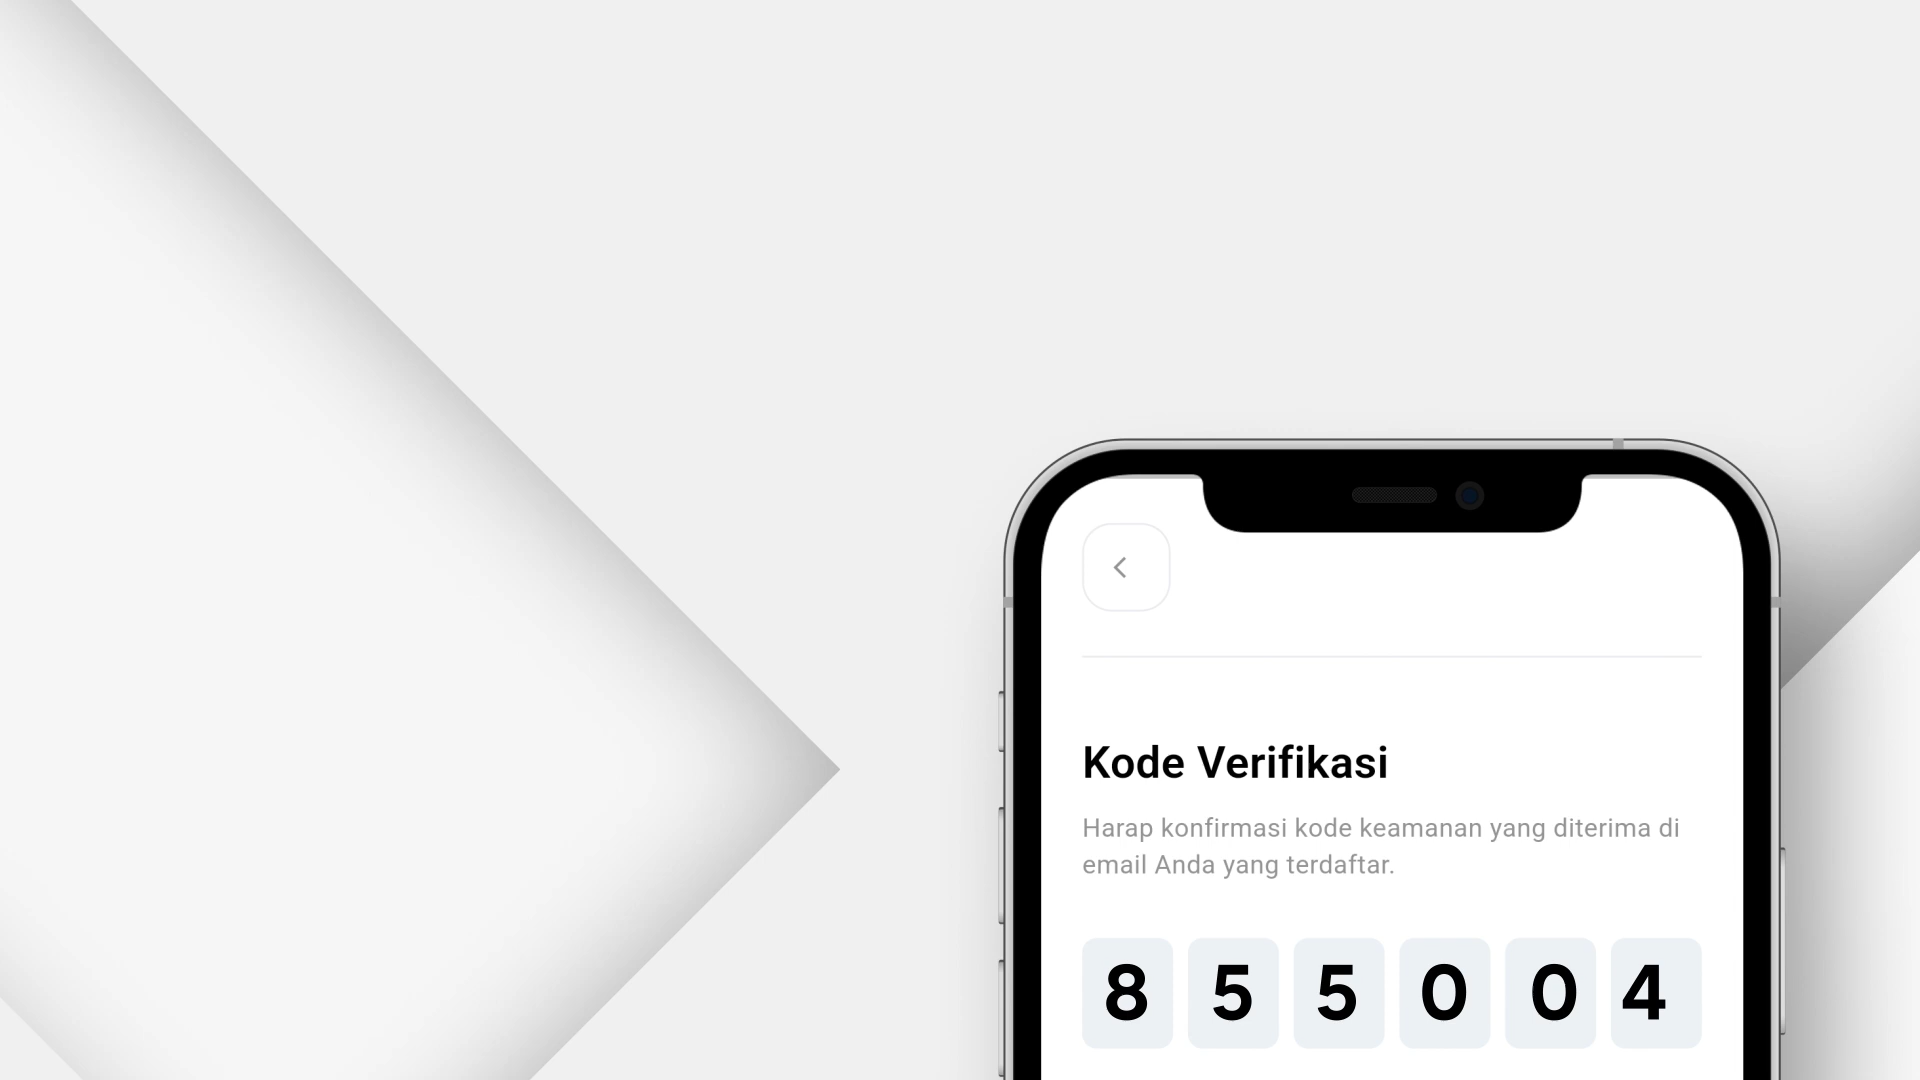 Kode Verifikasi
Harap konfirmasi kode keamanan yang diterima di
email Anda yang terdaftar.
8 5 5 0 0 4